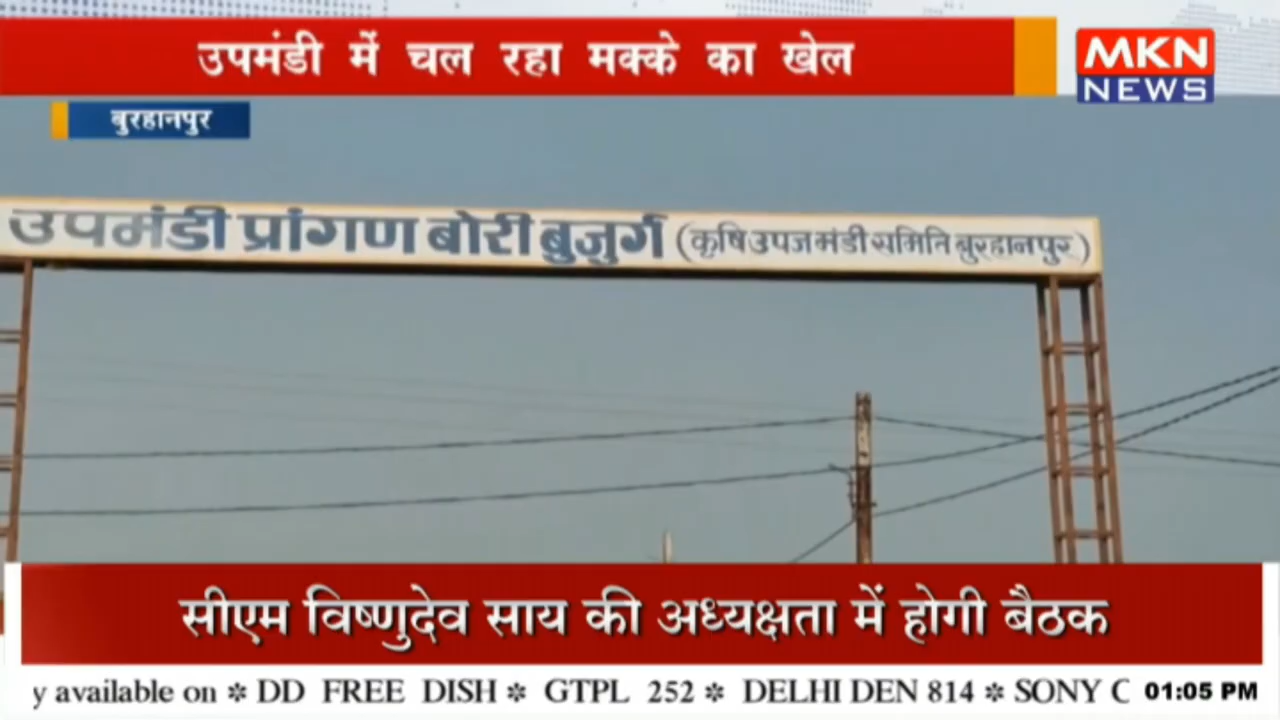 उपमंडी में चल रहा मक्के का खेल
MKN
NEWS
बुरहानपुर
उपमंडी प्रांगण बोरी बुजुर्ग (कृषि उपज मंडी समिति बुरहानपुर)
सीएम विष्णुदेव साय की अध्यक्षता में होगी बैठक
y available on ✻ DD FREE DISH ✻ GTPL 252 ✻ DELHI DEN 814 ✻ SONY C 01:05 PM